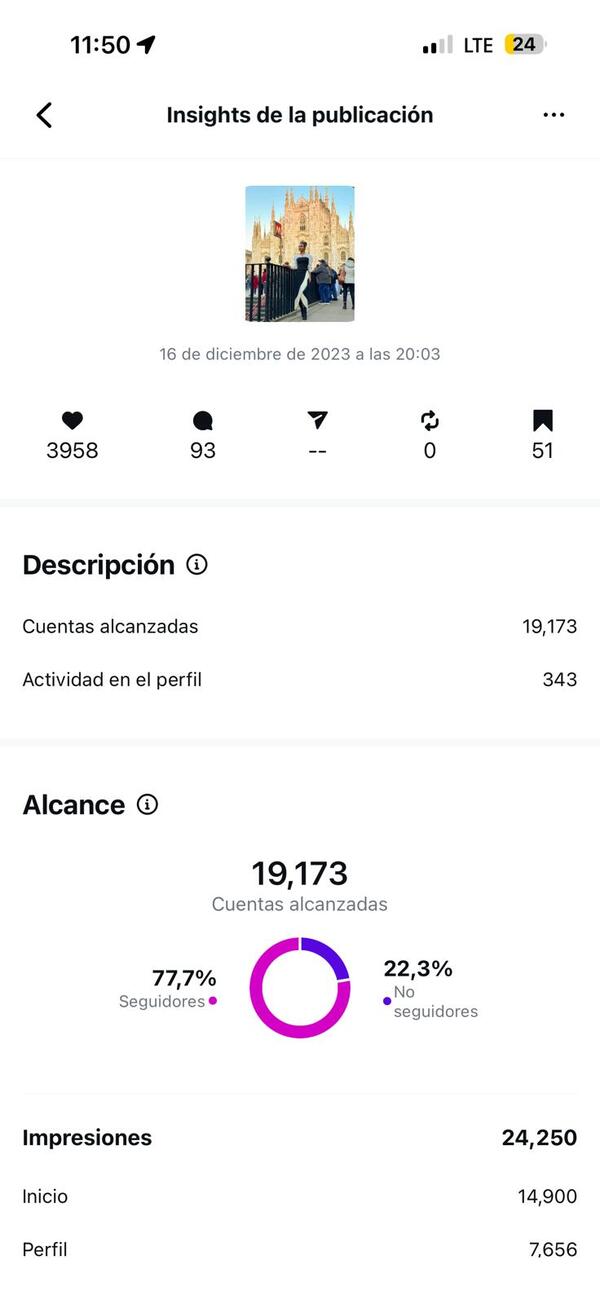 11:50
LTE
24
Insights de la publicación
16 de diciembre de 2023 a las 20:03
3958
93
--
0
51
Descripción
Cuentas alcanzadas 19,173
Actividad en el perfil 343
Alcance
19,173
Cuentas alcanzadas
77,7%
Seguidores
22,3%
No
seguidores
Impresiones 24,250
Inicio 14,900
Perfil 7,656